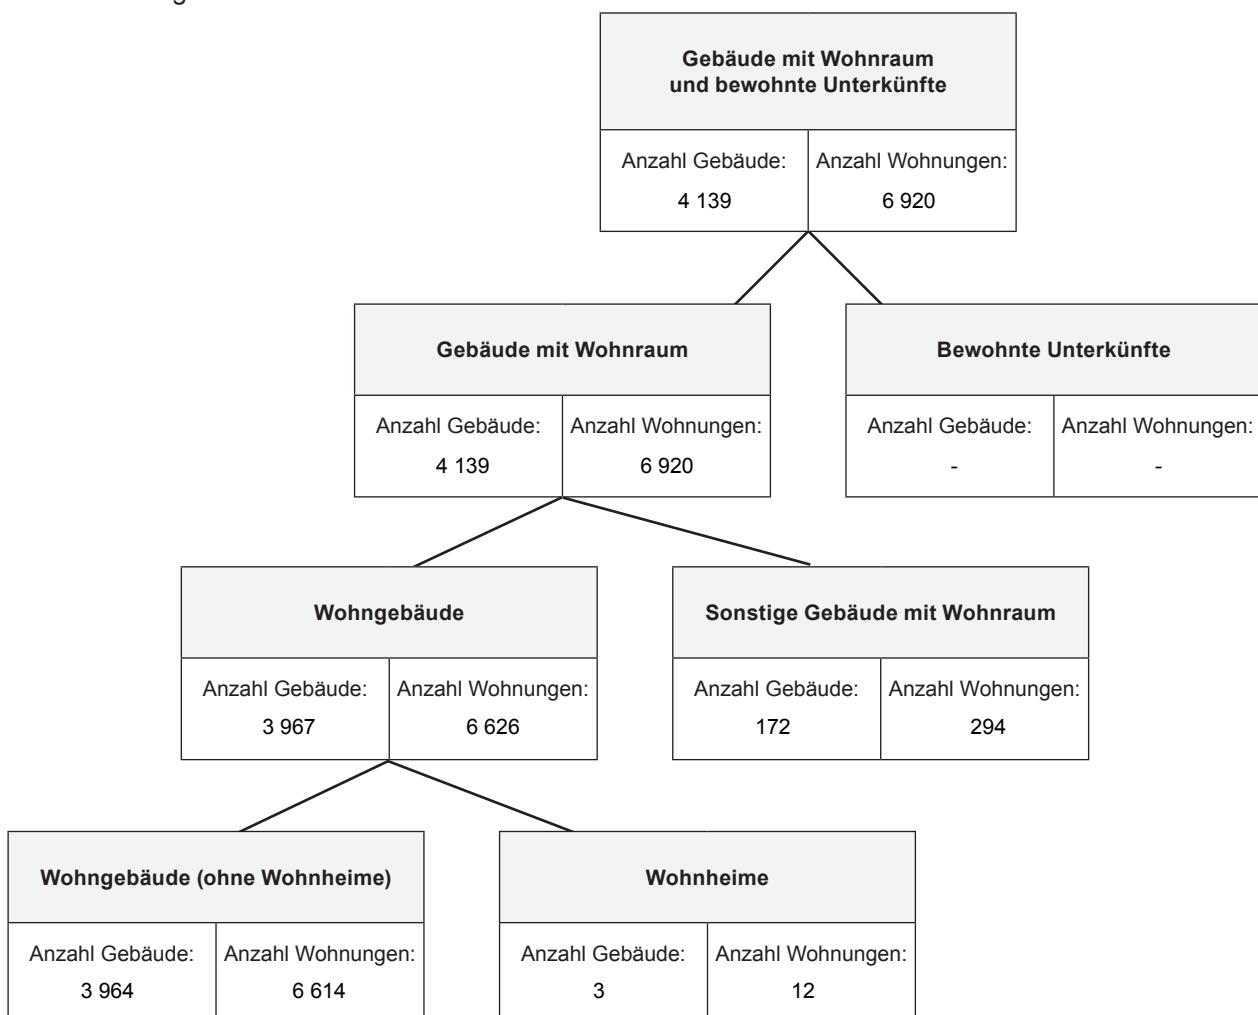 Gebäude mit Wohnraum
und bewohnte Unterkünfte
Anzahl Gebäude: Anzahl Wohnungen:
4 139 6 920
Gebäude mit Wohnraum
Anzahl Gebäude: Anzahl Wohnungen:
4 139 6 920
Bewohnte Unterkünfte
Anzahl Gebäude: Anzahl Wohnungen:
- -
Wohngebäude
Anzahl Gebäude: Anzahl Wohnungen:
3 967 6 626
Sonstige Gebäude mit Wohnraum
Anzahl Gebäude: Anzahl Wohnungen:
172 294
Wohngebäude (ohne Wohnheime)
Anzahl Gebäude: Anzahl Wohnungen:
3 964 6 614
Wohnheime
Anzahl Gebäude: Anzahl Wohnungen:
3 12